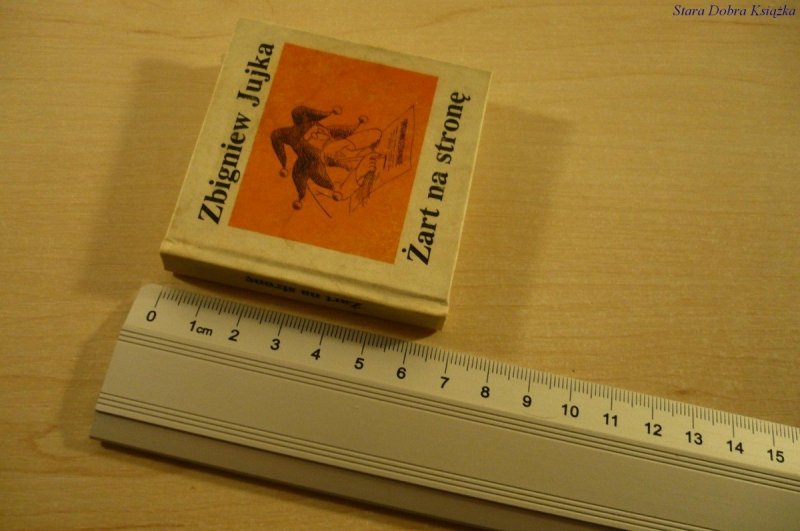 Stara Dobra Książka
Zbigniew Jujka
Żart na stronę
Żart na stronę
0 1cm 2 3 4 5 6 7 8 9 10 11 12 13 14 15